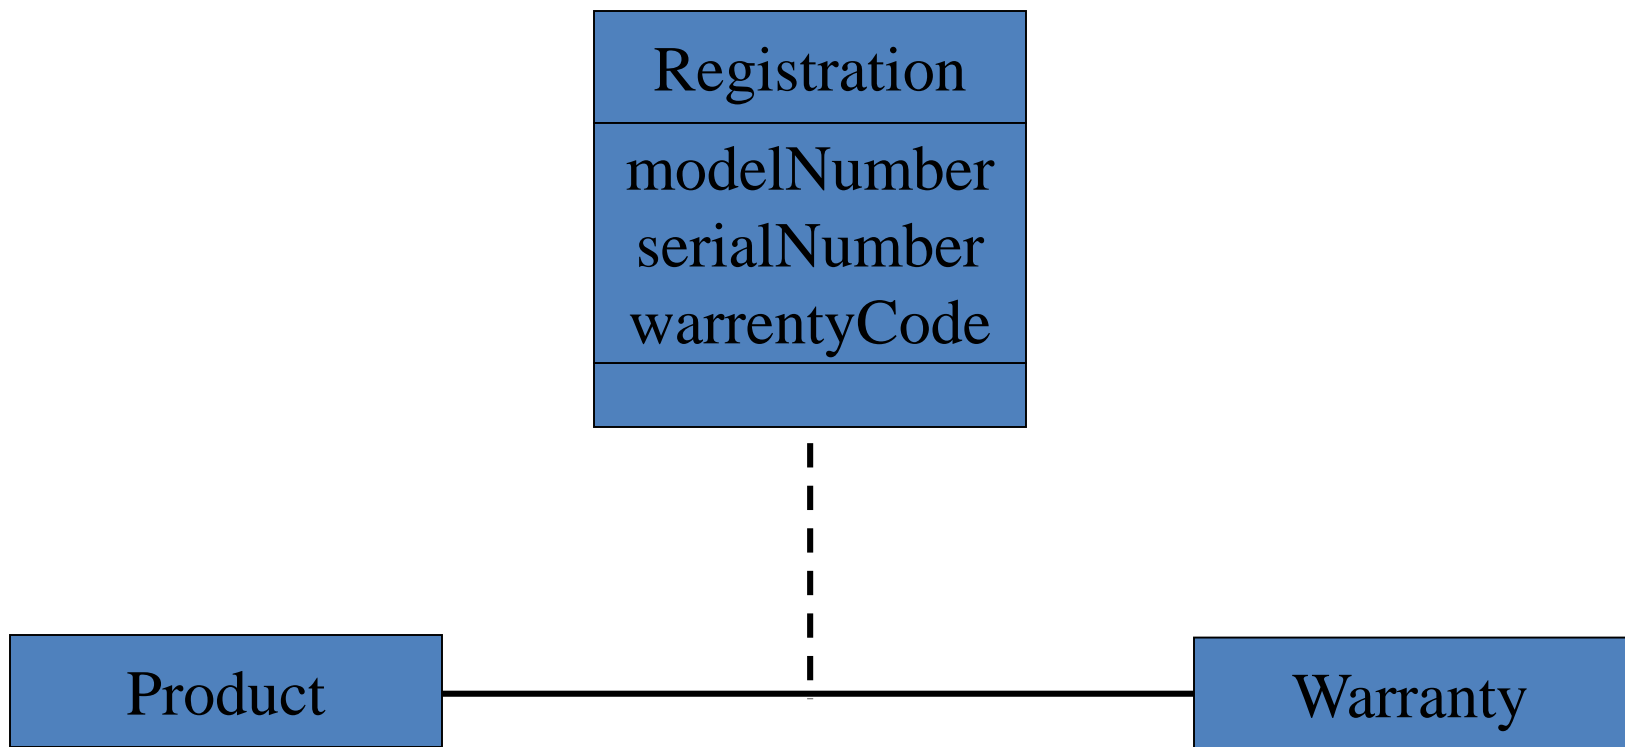 Registration
modelNumber
serialNumber
warrentyCode
Product
Warranty